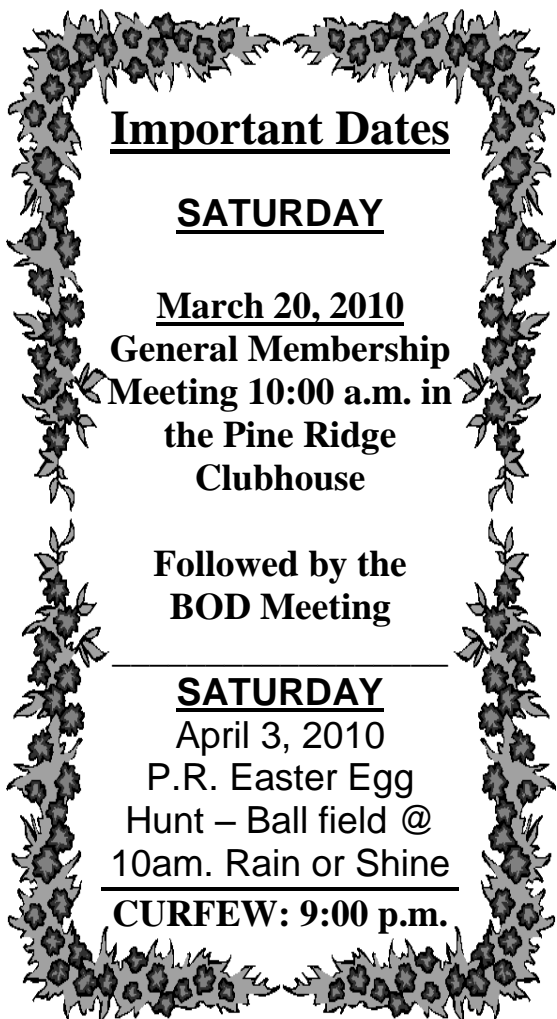 Important Dates
SATURDAY
March 20, 2010
General Membership
Meeting 10:00 a.m. in
the Pine Ridge
Clubhouse
Followed by the
BOD Meeting
SATURDAY
April 3, 2010
P.R. Easter Egg
Hunt – Ball field @
10am. Rain or Shine
CURFEW: 9:00 p.m.